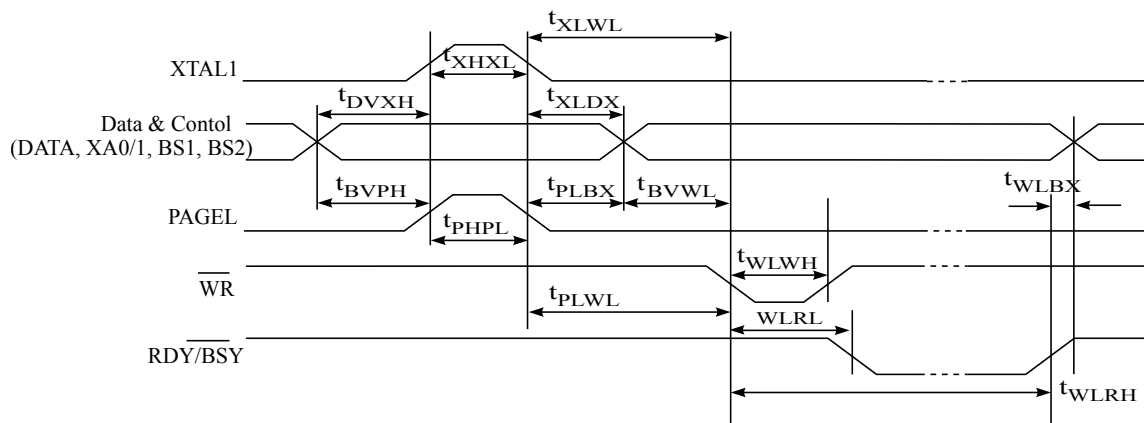 tXLWL
XTAL1
tXHXL
tDVXH
tXLDX
Data & Contol
(DATA, XA0/1, BS1, BS2)
tBVPH
tPLBX
tBVWL
tWLBX
PAGEL
tPHPL
tWLWH
WR
tPLWL
WLRL
RDY/BSY
tWLRH